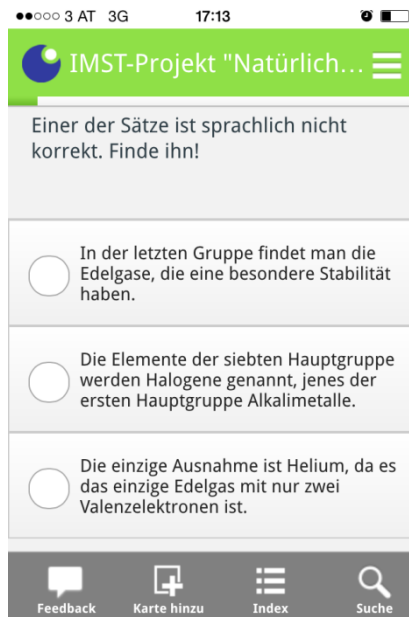 3 AT 3G 17:13
IMST-Projekt "Natürlich...
Einer der Sätze ist sprachlich nicht
korrekt. Finde ihn!
In der letzten Gruppe findet man die
Edelgase, die eine besondere Stabilität
haben.
Die Elemente der siebten Hauptgruppe
werden Halogene genannt, jenes der
ersten Hauptgruppe Alkalimetalle.
Die einzige Ausnahme ist Helium, da es
das einzige Edelgas mit nur zwei
Valenzelektronen ist.
Feedback Karte hinzu Index Suche